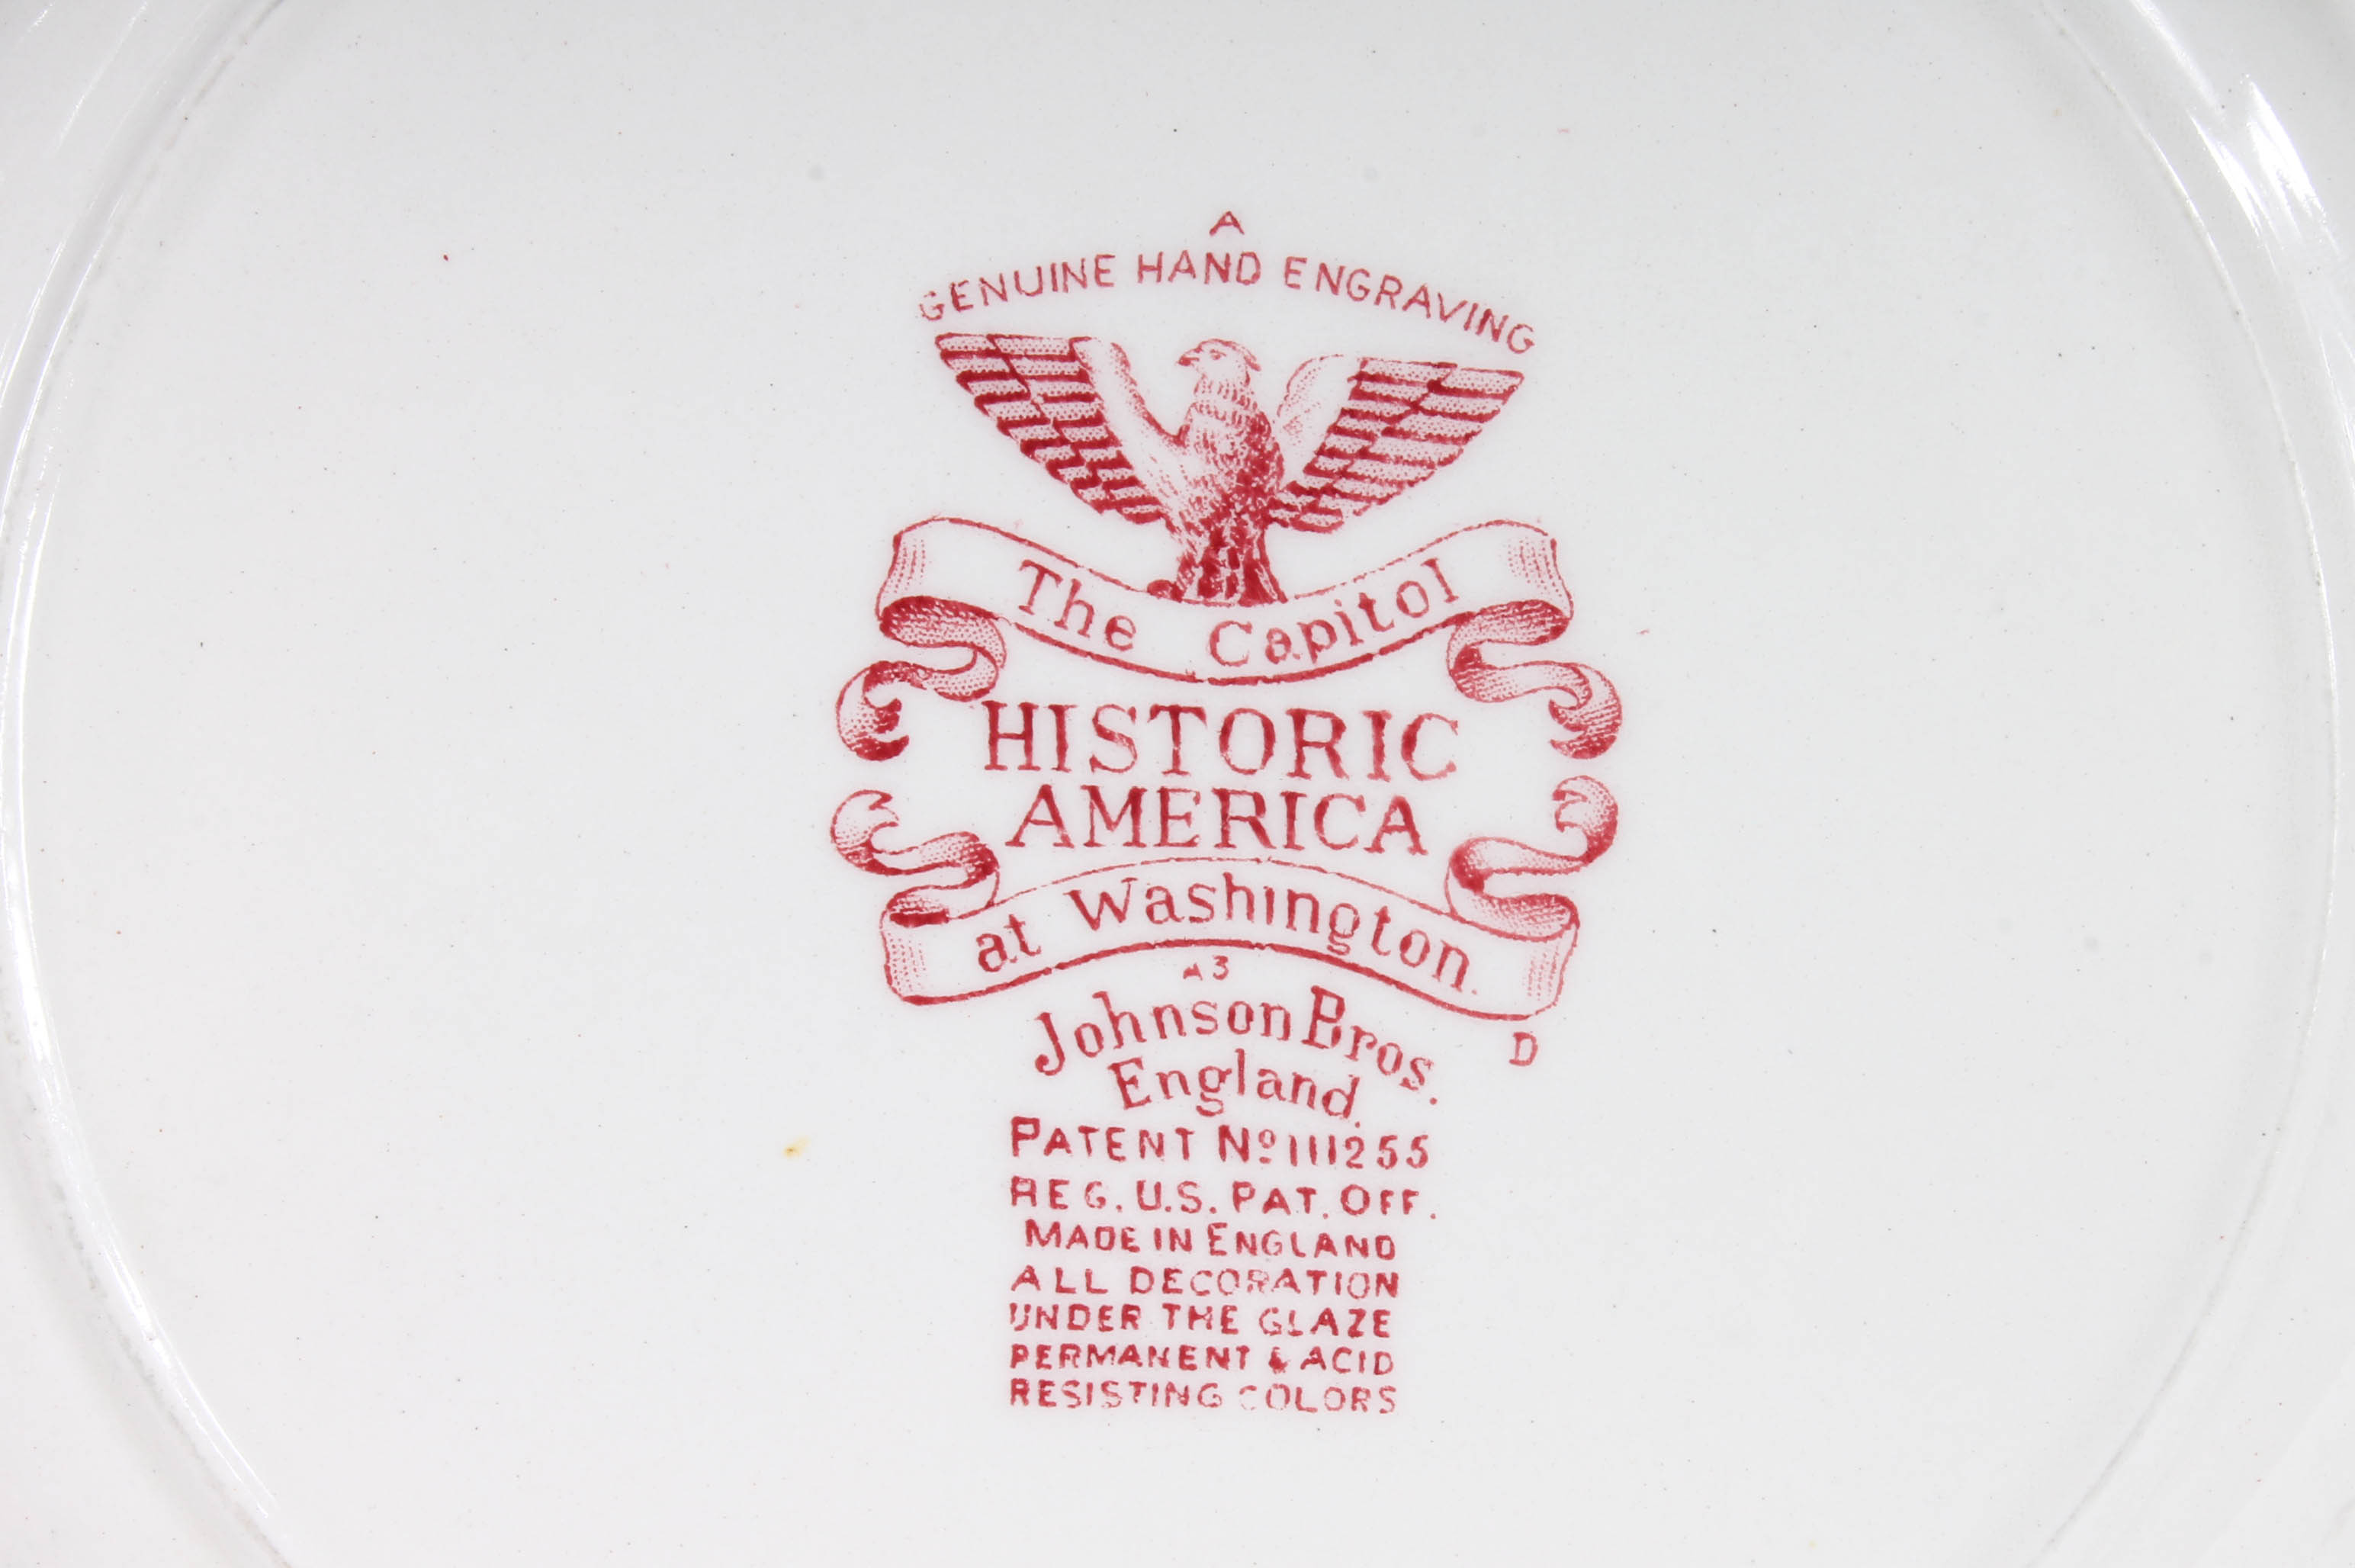 A
GENUINE HAND ENGRAVING
The Capitol
HISTORIC
AMERICA
at Washington.
A3
Johnson Bros.
D
England.
PATENT Nº 111255
REG. U.S. PAT. OFF.
MADE IN ENGLAND
ALL DECORATION
UNDER THE GLAZE
PERMANENT & ACID
RESISTING COLORS